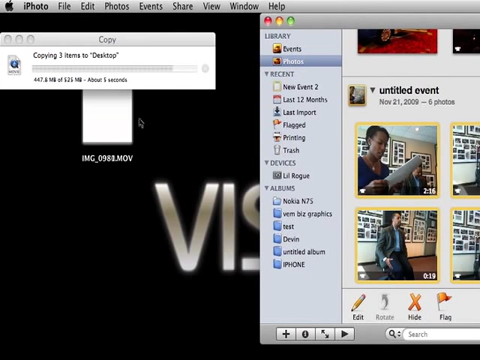 iPhoto File Edit Photos Events Share View Window Help
Copy
Copying 3 items to "Desktop"
447.6 MB of 525 MB - About 5 seconds
IMG_0981.MOV
VIS
LIBRARY
Events
Photos
RECENT
New Event 2
Last 12 Months
Last Import
Flagged
Printing
Trash
DEVICES
Lil Rogue
ALBUMS
Nokia N75
vem biz graphics
test
Devin
untitled album
IPHONE
untitled event
Nov 21, 2009 — 6 photos
2:16
0:19
Edit Rotate Hide Flag
Search